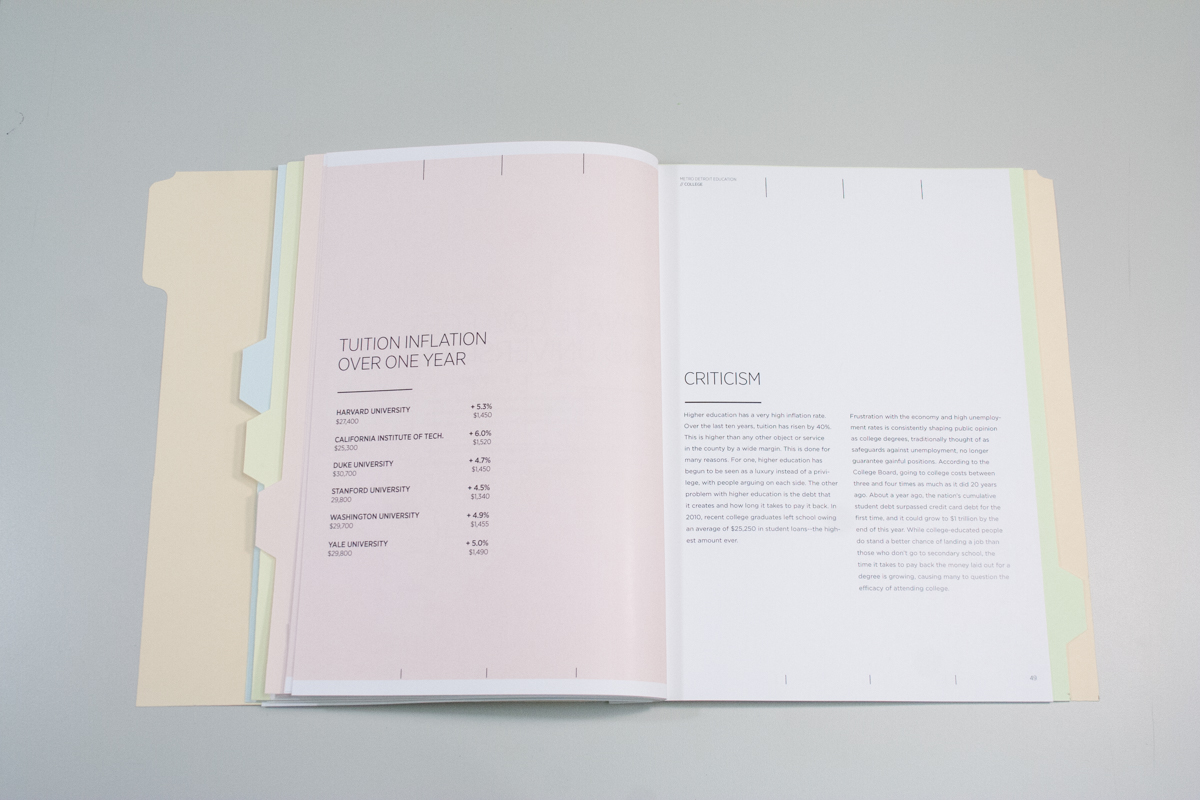 TUITION INFLATION
OVER ONE YEAR
HARVARD UNIVERSITY + 5.3%
$27,400 $1,450
CALIFORNIA INSTITUTE OF TECH. + 6.0%
$25,300 $1,520
DUKE UNIVERSITY + 4.7%
$30,700 $1,450
STANFORD UNIVERSITY + 4.5%
29,800 $1,340
WASHINGTON UNIVERSITY + 4.9%
$29,700 $1,455
YALE UNIVERSITY + 5.0%
$29,800 $1,490
METRO DETROIT EDUCATION
// COLLEGE
CRITICISM
Higher education has a very high inflation rate.
Over the last ten years, tuition has risen by 40%.
This is higher than any other object or service
in the county by a wide margin. This is done for
many reasons. For one, higher education has
begun to be seen as a luxury instead of a privi-
lege, with people arguing on each side. The other
problem with higher education is the debt that
it creates and how long it takes to pay it back. In
2010, recent college graduates left school owing
an average of $25,250 in student loans--the high-
est amount ever.
Frustration with the economy and high unemploy-
ment rates is consistently shaping public opinion
as college degrees, traditionally thought of as
safeguards against unemployment, no longer
guarantee gainful positions. According to the
College Board, going to college costs between
three and four times as much as it did 20 years
ago. About a year ago, the nation's cumulative
student debt surpassed credit card debt for the
first time, and it could grow to $1 trillion by the
end of this year. While college-educated people
do stand a better chance of landing a job than
those who don't go to secondary school, the
time it takes to pay back the money laid out for a
degree is growing, causing many to question the
efficacy of attending college.